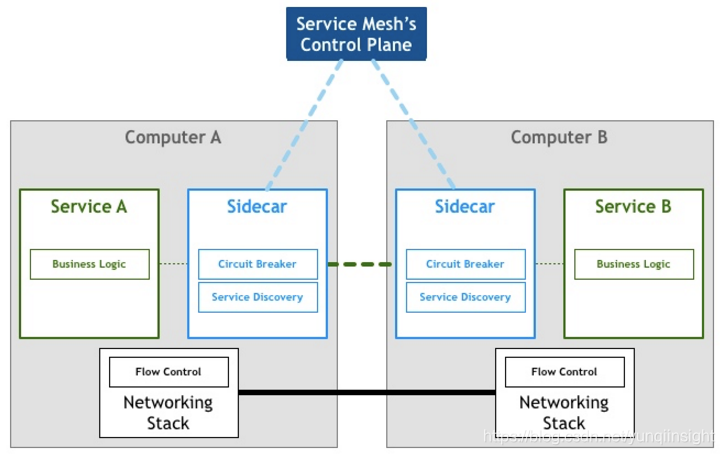 Service Mesh's
Control Plane
Computer A
Computer B
Service A
Sidecar
Sidecar
Service B
Business Logic
Circuit Breaker
Circuit Breaker
Business Logic
Service Discovery
Service Discovery
Flow Control
Flow Control
Networking
Stack
Networking
Stack
https://blog.csdn.net/yunqiinsight